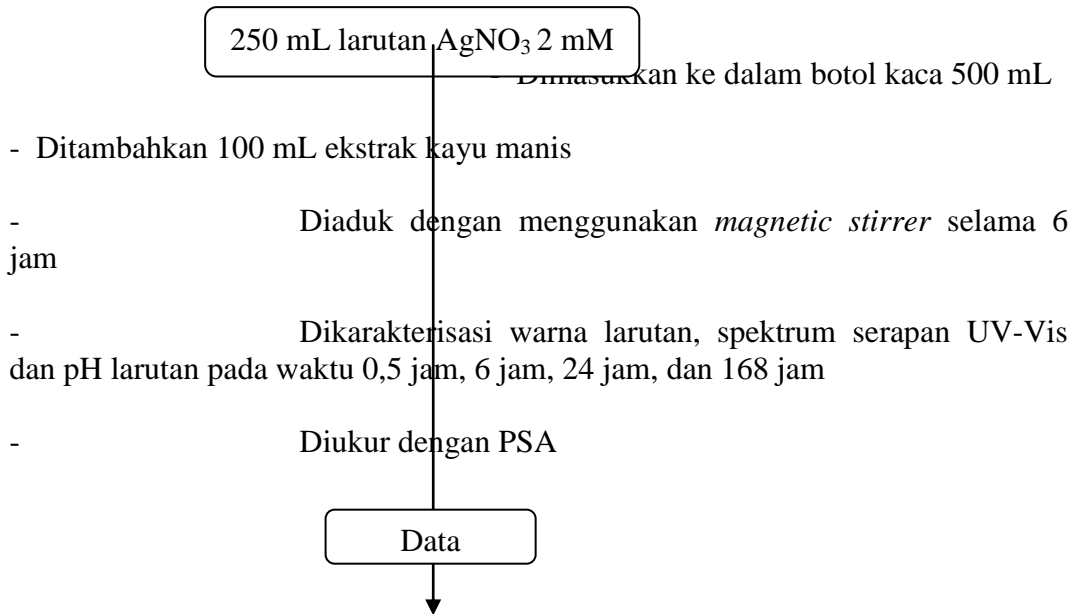 250 mL larutan AgNO₃ 2 mM
- Dimasukkan ke dalam botol kaca 500 mL
- Ditambahkan 100 mL ekstrak kayu manis
- Diaduk dengan menggunakan magnetic stirrer selama 6
jam
- Dikarakterisasi warna larutan, spektrum serapan UV-Vis
dan pH larutan pada waktu 0,5 jam, 6 jam, 24 jam, dan 168 jam
- Diukur dengan PSA
Data